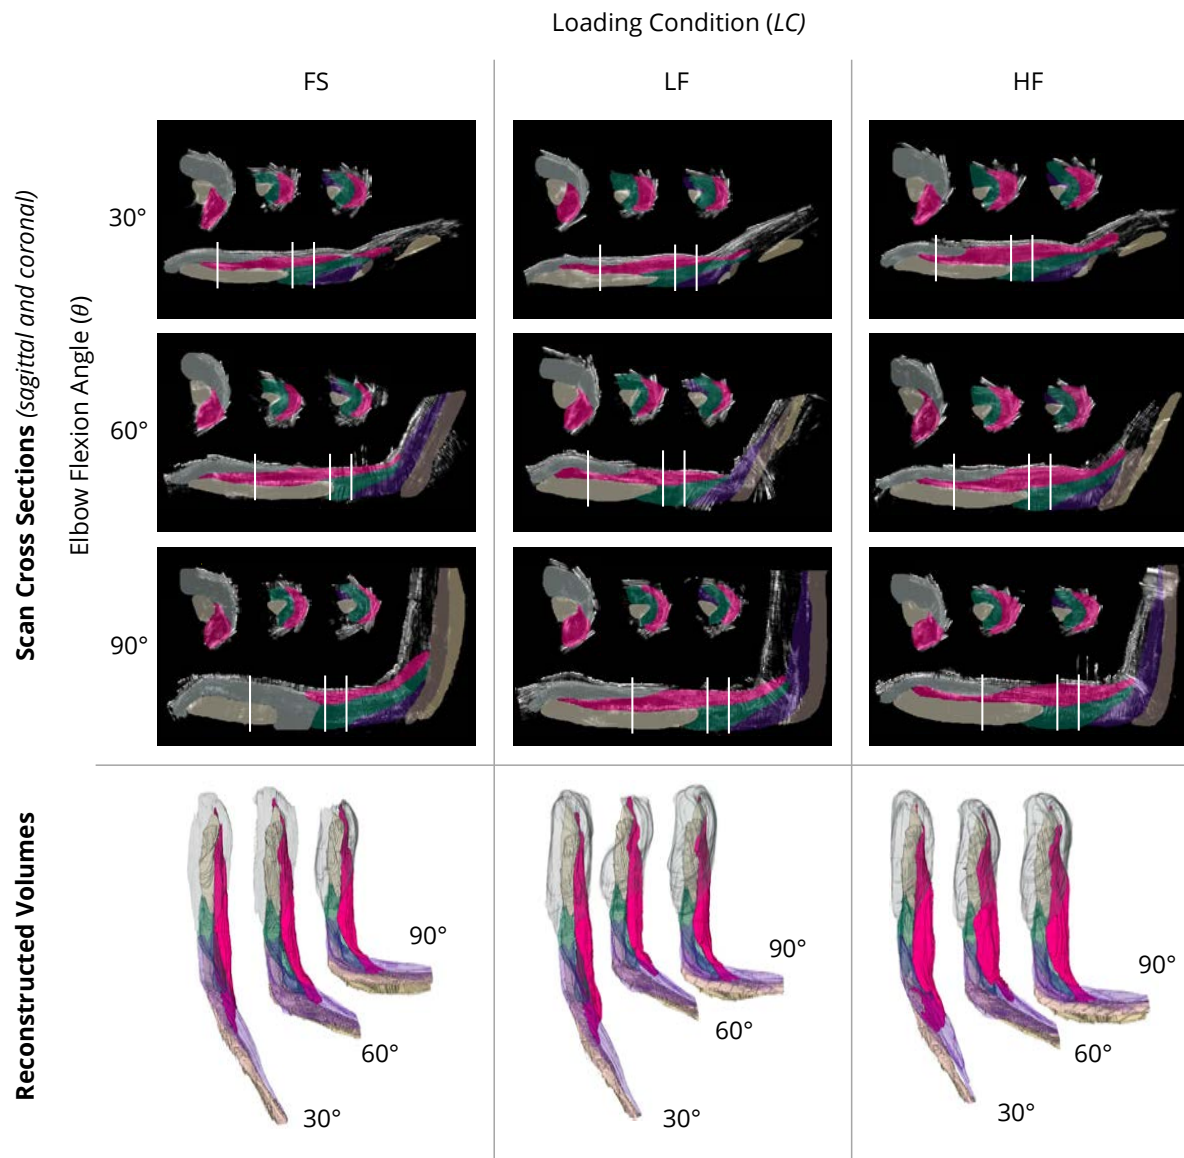 Loading Condition (LC)
FS
LF
HF
Scan Cross Sections (sagittal and coronal)
Elbow Flexion Angle (θ)
30°
60°
90°
Reconstructed Volumes
90°
60°
30°
90°
60°
30°
90°
60°
30°